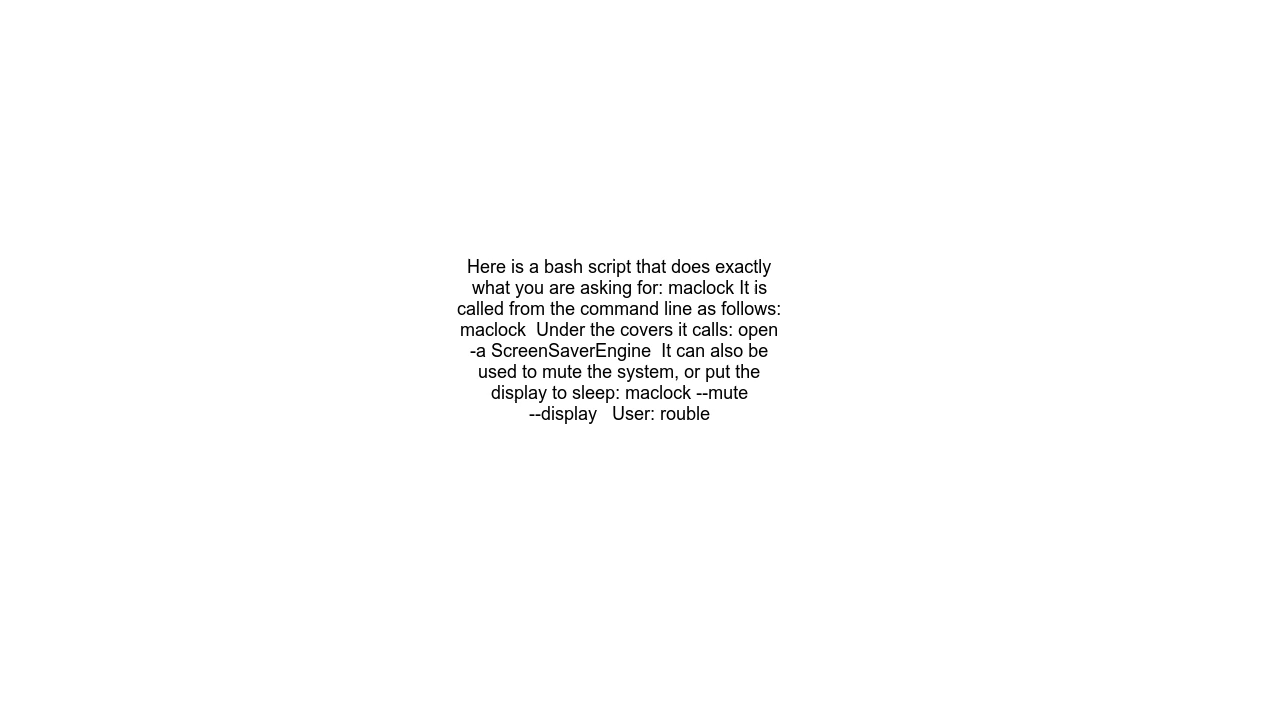 Here is a bash script that does exactly
what you are asking for: maclock It is
called from the command line as follows:
maclock  Under the covers it calls: open
-a ScreenSaverEngine  It can also be
used to mute the system, or put the
display to sleep: maclock --mute
--display   User: rouble